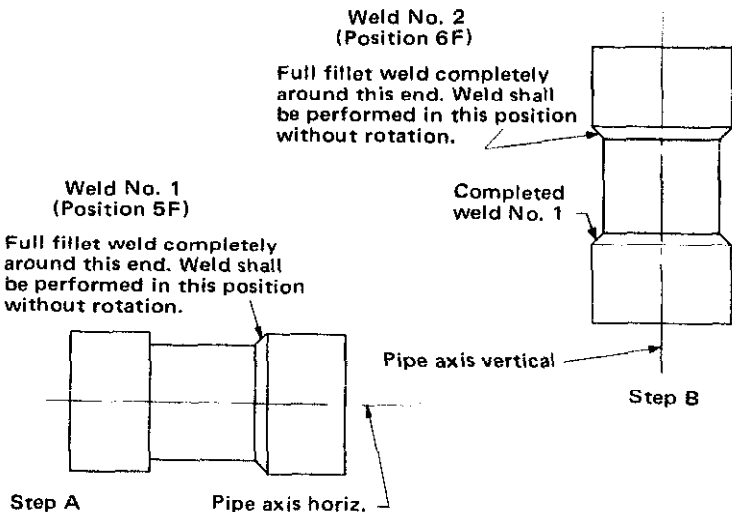 Weld No. 2
(Position 6F)
Full fillet weld completely
around this end. Weld shall
be performed in this position
without rotation.
Completed
weld No. 1
Pipe axis vertical
Step B
Weld No. 1
(Position 5F)
Full fillet weld completely
around this end. Weld shall
be performed in this position
without rotation.
Step A
Pipe axis horiz.